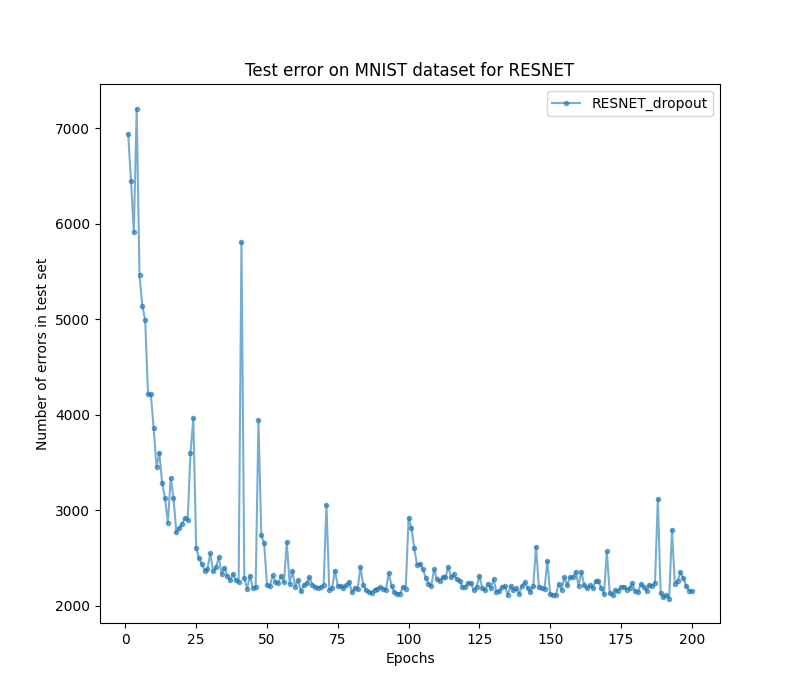 Test error on MNIST dataset for RESNET
RESNET_dropout
Number of errors in test set
7000
6000
5000
4000
3000
2000
0 25 50 75 100 125 150 175 200
Epochs